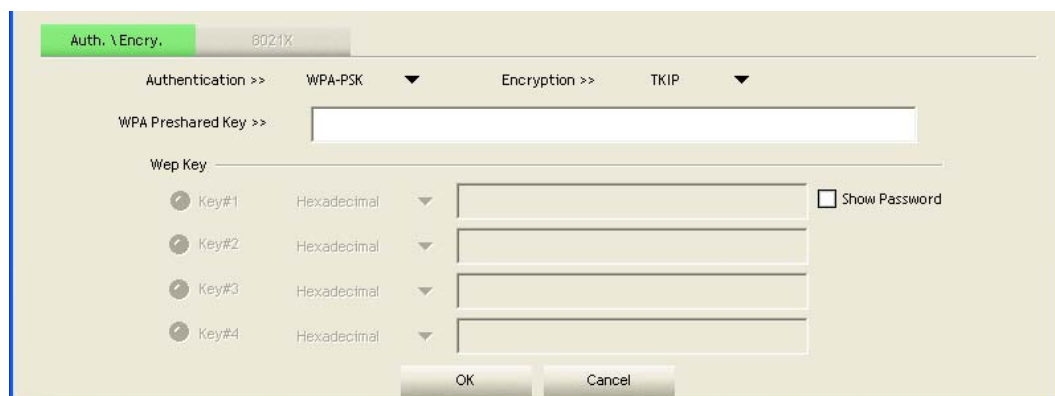 Auth. \ Encry. 8021X
Authentication >> WPA-PSK Encryption >> TKIP
WPA Preshared Key >>
Wep Key
Key#1 Hexadecimal Show Password
Key#2 Hexadecimal
Key#3 Hexadecimal
Key#4 Hexadecimal
OK Cancel